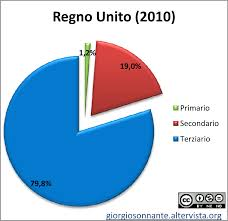 Regno Unito (2010)
1,2%
19,0%
Primario
Secondario
Terziario
79,8%
giorgiosonnante.altervista.org